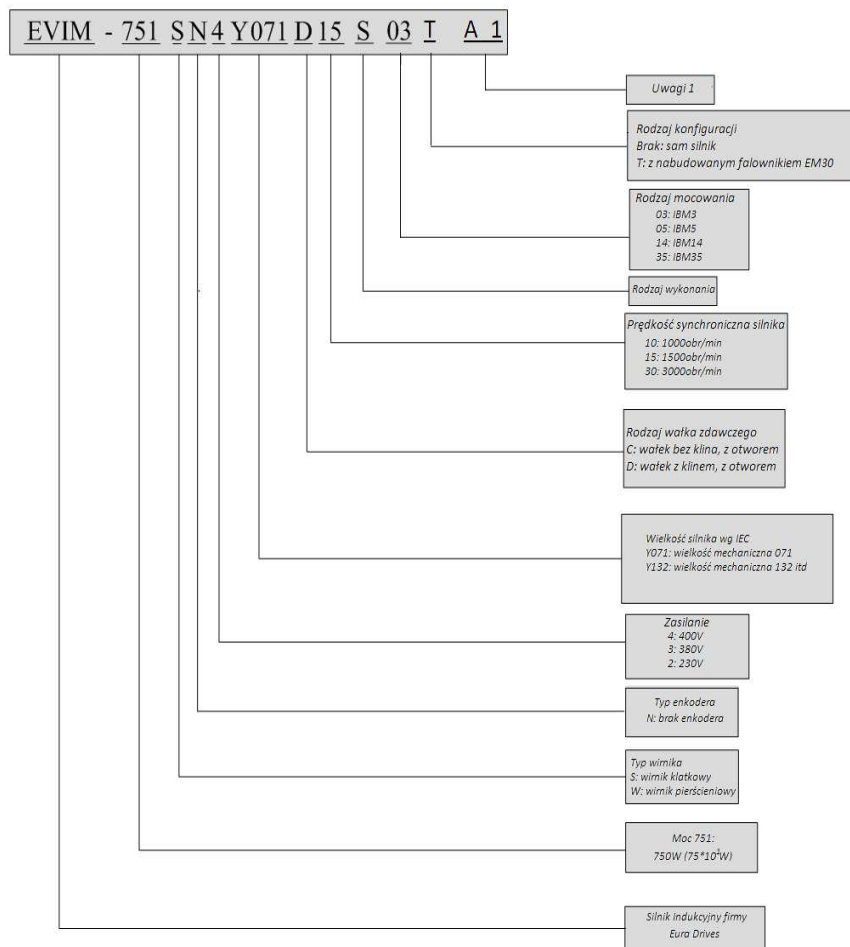 EVIM - 751 S N 4 Y071 D 15 S 03 T A 1
Uwagi 1
Rodzaj konfiguracji
Brak: sam silnik
T: z nabudowanym falownikiem EM30
Rodzaj mocowania
03: IBM3
05: IBM5
14: IBM14
35: IBM35
Rodzaj wykonania
Prędkość synchroniczna silnika
10: 1000obr/min
15: 1500obr/min
30: 3000obr/min
Rodzaj wałka zdawczego
C: wałek bez klina, z otworem
D: wałek z klinem, z otworem
Wielkość silnika wg IEC
Y071: wielkość mechaniczna 071
Y132: wielkość mechaniczna 132 itd
Zasilanie
4: 400V
3: 380V
2: 230V
Typ enkodera
N: brak enkodera
Typ wirnika
S: wirnik klatkowy
W: wirnik pierścieniowy
Moc 751:
750W (75*10¹W)
Silnik Indukcyjny firmy
Eura Drives